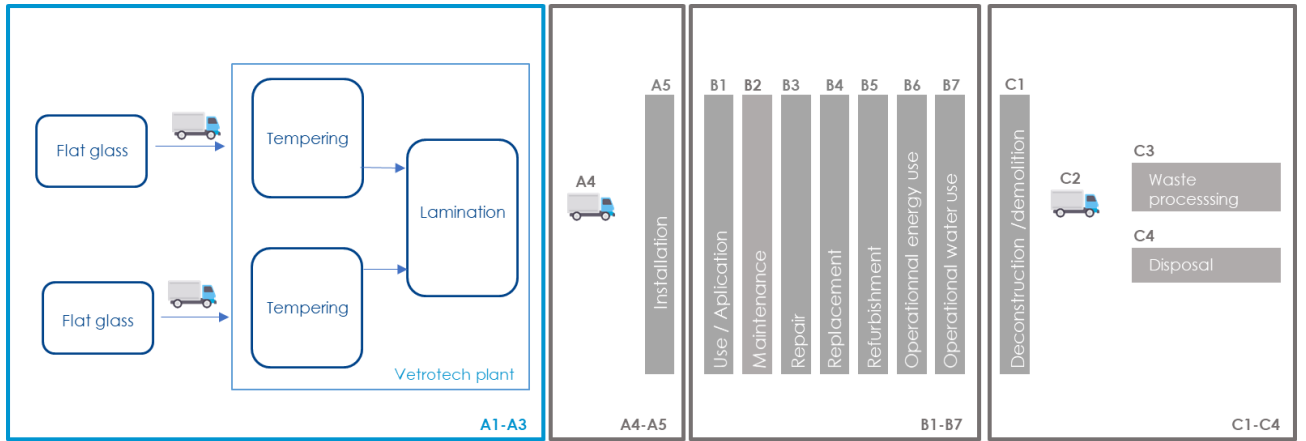 Flat glass
Flat glass
Tempering
Tempering
Lamination
Vetrotech plant
A1-A3
A4
A5
Installation
A4-A5
B1
Use / Aplication
B2
Maintenance
B3
Repair
B4
Replacement
B5
Refurbishment
B6
Operationnal energy use
B7
Operational water use
B1-B7
C1
Deconstruction /demolition
C2
C3
Waste
processsing
C4
Disposal
C1-C4